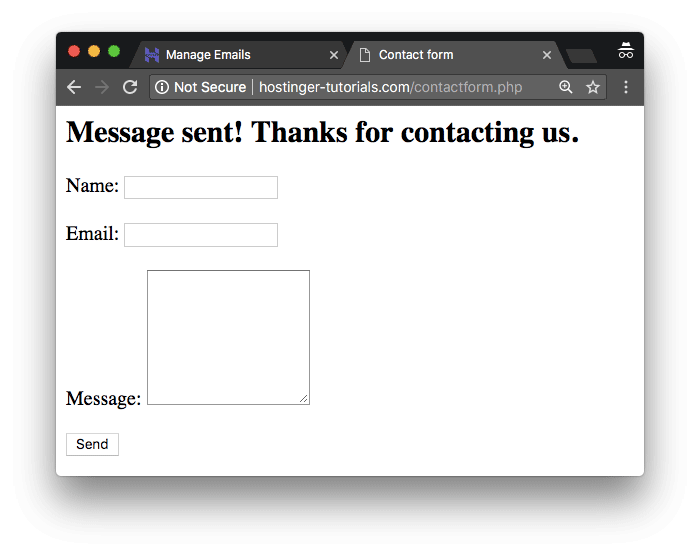 Manage Emails
Contact form
Not Secure | hostinger-tutorials.com/contactform.php
Message sent! Thanks for contacting us.
Name:
Email:
Message:
Send